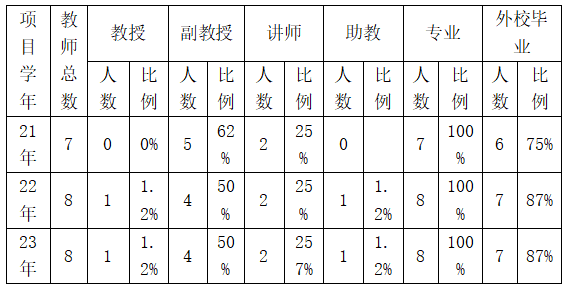 项目学年 教师总数 教授 副教授 讲师 助教 专业 外校毕业
人数 比例 人数 比例 人数 比例 人数 比例 人数 比例 人数 比例
21年 7 0 0% 5 62% 2 25% 0 7 100% 6 75%
22年 8 1 1.2% 4 50% 2 25% 1 1.2% 8 100% 7 87%
23年 8 1 1.2% 4 50% 2 257% 1 1.2% 8 100% 7 87%